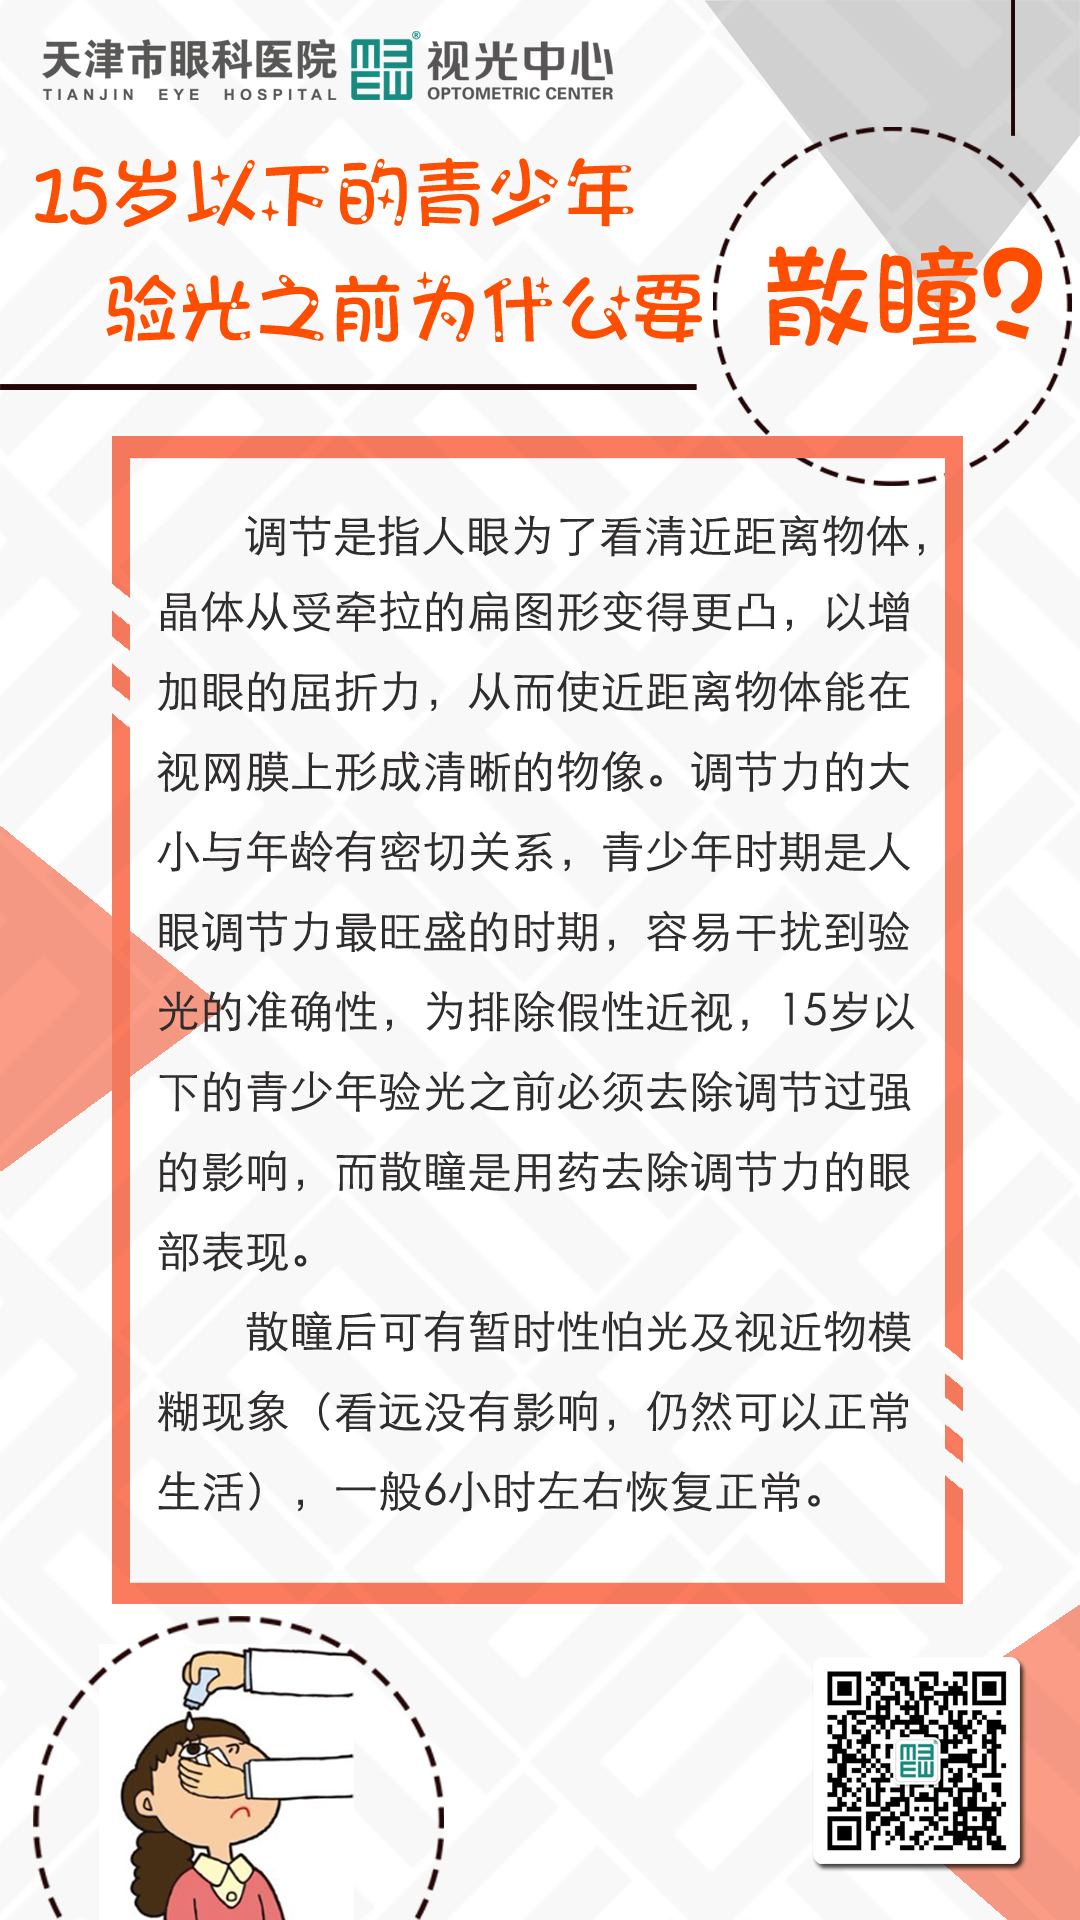 天津市眼科医院 视光中心
TIANJIN EYE HOSPITAL OPTOMETRIC CENTER
15岁以下的青少年
验光之前为什么要 散瞳?
调节是指人眼为了看清近距离物体，
晶体从受牵拉的扁图形变得更凸，以增
加眼的屈折力，从而使近距离物体能在
视网膜上形成清晰的物像。调节力的大
小与年龄有密切关系，青少年时期是人
眼调节力最旺盛的时期，容易干扰到验
光的准确性，为排除假性近视，15岁以
下的青少年验光之前必须去除调节过强
的影响，而散瞳是用药去除调节力的眼
部表现。
散瞳后可有暂时性怕光及视近物模
糊现象（看远没有影响，仍然可以正常
生活），一般6小时左右恢复正常。